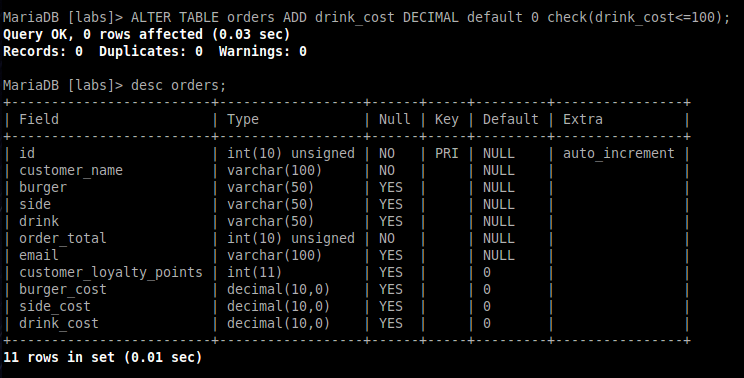 MariaDB [labs]> ALTER TABLE orders ADD drink_cost DECIMAL default 0 check(drink_cost<=100);
Query OK, 0 rows affected (0.03 sec)
Records: 0  Duplicates: 0  Warnings: 0

MariaDB [labs]> desc orders;
+-------------------------+------------------+------+-----+---------+----------------+
| Field                   | Type             | Null | Key | Default | Extra          |
+-------------------------+------------------+------+-----+---------+----------------+
| id                      | int(10) unsigned | NO   | PRI | NULL    | auto_increment |
| customer_name           | varchar(100)     | NO   |     | NULL    |                |
| burger                  | varchar(50)      | YES  |     | NULL    |                |
| side                    | varchar(50)      | YES  |     | NULL    |                |
| drink                   | varchar(50)      | YES  |     | NULL    |                |
| order_total             | int(10) unsigned | NO   |     | NULL    |                |
| email                   | varchar(100)     | YES  |     | NULL    |                |
| customer_loyalty_points | int(11)          | YES  |     | 0       |                |
| burger_cost             | decimal(10,0)    | YES  |     | 0       |                |
| side_cost               | decimal(10,0)    | YES  |     | 0       |                |
| drink_cost              | decimal(10,0)    | YES  |     | 0       |                |
+-------------------------+------------------+------+-----+---------+----------------+
11 rows in set (0.01 sec)